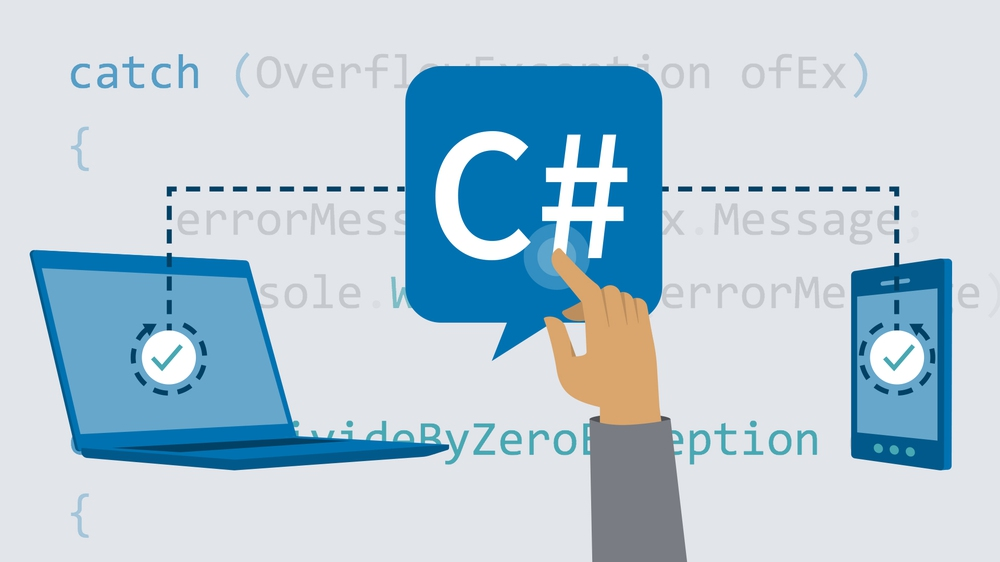 catch (OverflowException ofEx)
{
C#
errorMess x.Message;
sole.W errorMe e)
ivideByZeroE eption
{